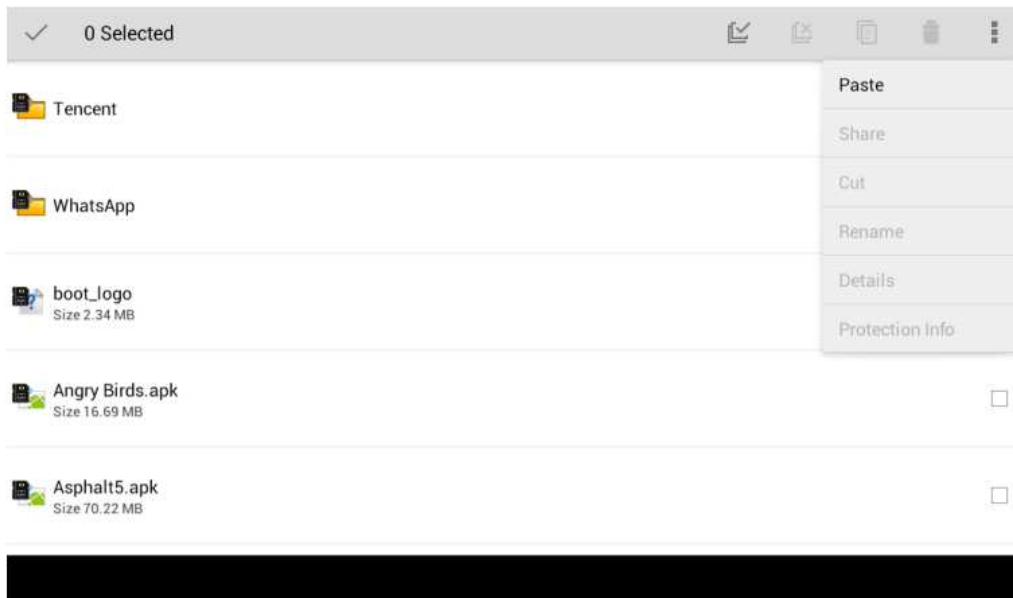 0 Selected
Paste
Tencent
Share
Cut
WhatsApp
Rename
Details
boot_logo
Size 2.34 MB
Protection Info
Angry Birds.apk
Size 16.69 MB
Asphalt5.apk
Size 70.22 MB